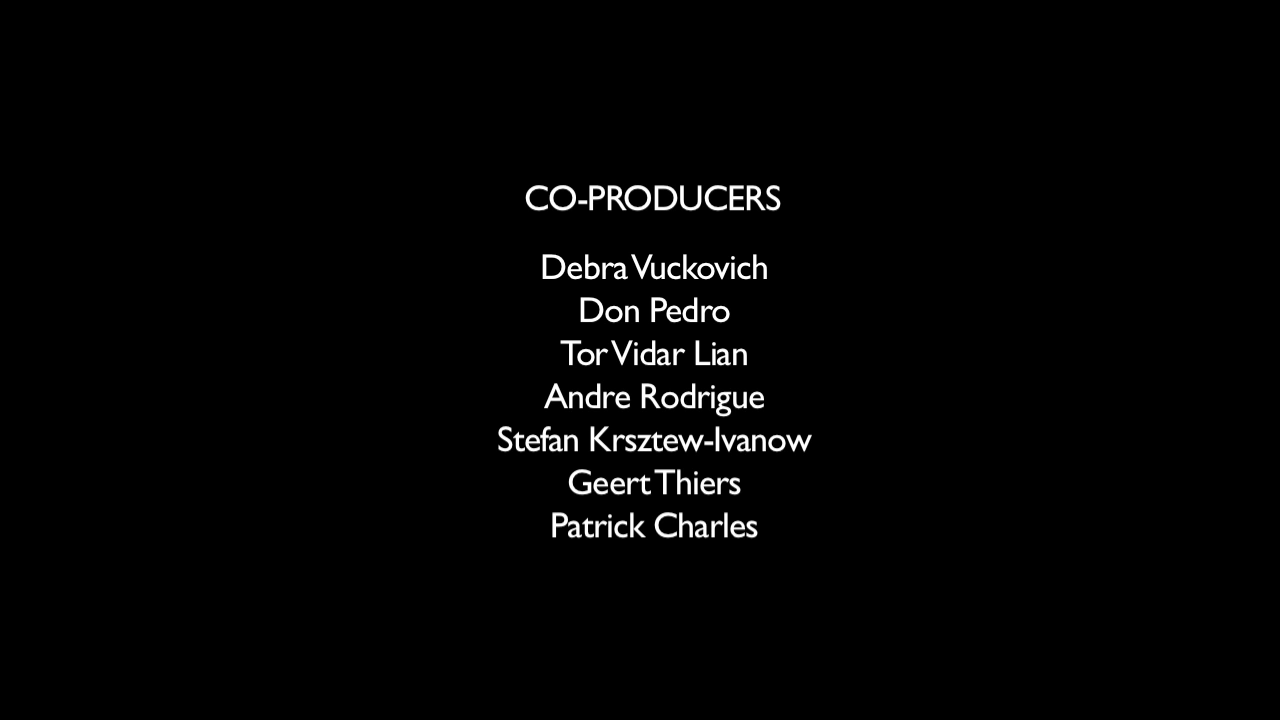 CO-PRODUCERS
Debra Vuckovich
Don Pedro
Tor Vidar Lian
Andre Rodrigue
Stefan Krsztew-Ivanow
Geert Thiers
Patrick Charles